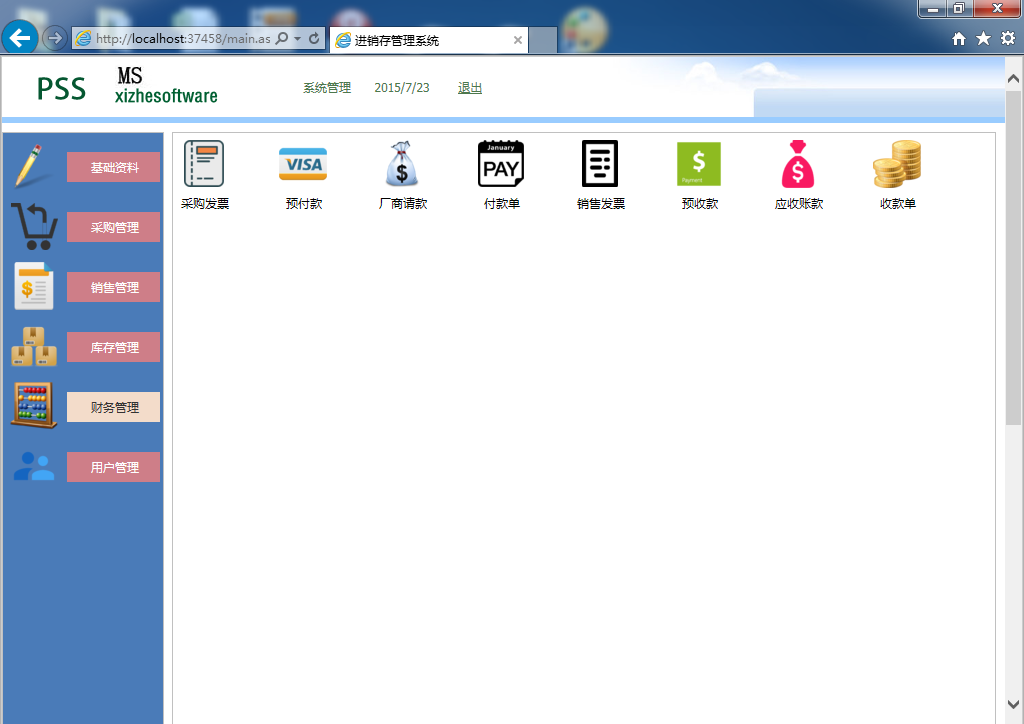 http://localhost:37458/main.as
进销存管理系统
PSS
MS
xizhesoftware
系统管理 2015/7/23 退出
基础资料
采购管理
销售管理
库存管理
财务管理
用户管理
VISA
January
PAY
$
Payment
$
$
$
采购发票 预付款 厂商请款 付款单 销售发票 预收款 应收账款 收款单